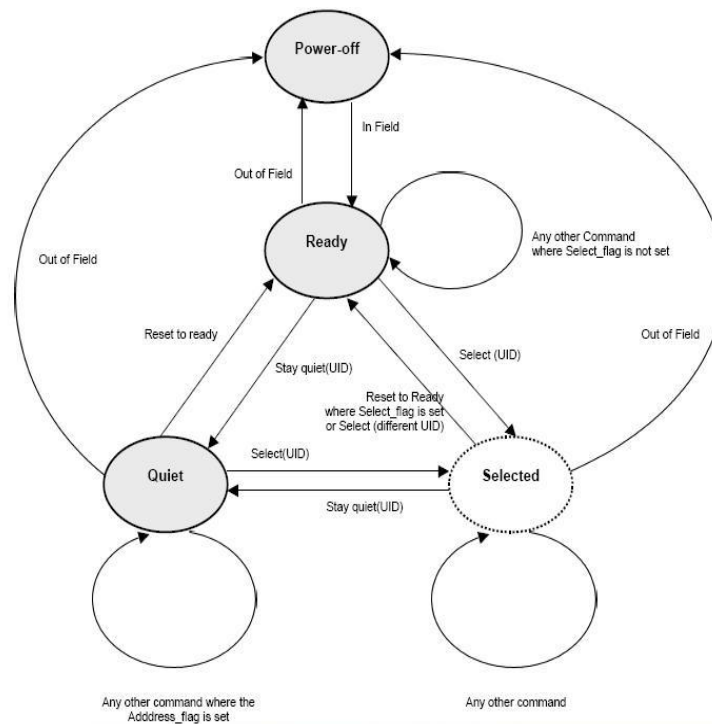 Power-off
In Field
Out of Field
Ready
Any other Command
where Select_flag is not set
Out of Field
Reset to ready
Select (UID)
Out of Field
Stay quiet(UID)
Reset to Ready
where Select_flag is set
or Select (different UID)
Quiet
Select(UID)
Selected
Stay quiet(UID)
Any other command where the
Adddress_flag is set
Any other command